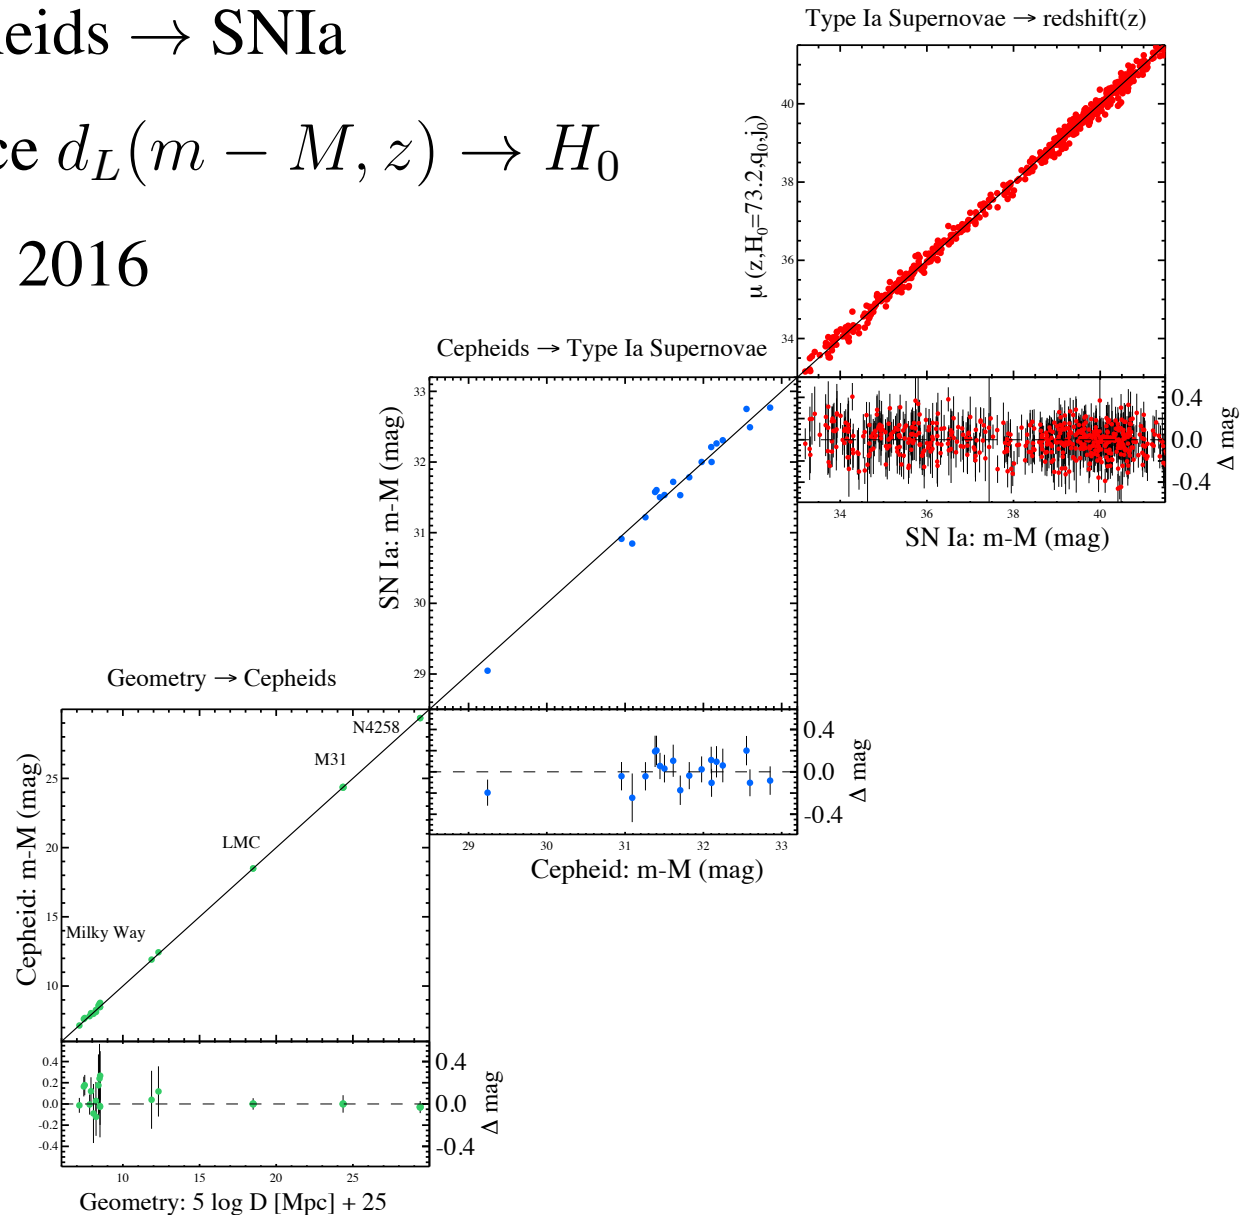 eids → SNIa
ce d_L(m − M, z) → H_0
2016
Type Ia Supernovae → redshift(z)
40
38
36
34
μ (z,H_0=73.2,q_0,j_0)
0.4
0.0
-0.4
Δ mag
34 36 38 40
SN Ia: m-M (mag)
Cepheids → Type Ia Supernovae
33
32
31
30
29
SN Ia: m-M (mag)
0.4
0.0
-0.4
Δ mag
29 30 31 32 33
Cepheid: m-M (mag)
Geometry → Cepheids
N4258
M31
LMC
Milky Way
25
20
15
10
Cepheid: m-M (mag)
0.4
0.2
0.0
-0.2
-0.4
0.4
0.0
-0.4
Δ mag
10 15 20 25
Geometry: 5 log D [Mpc] + 25